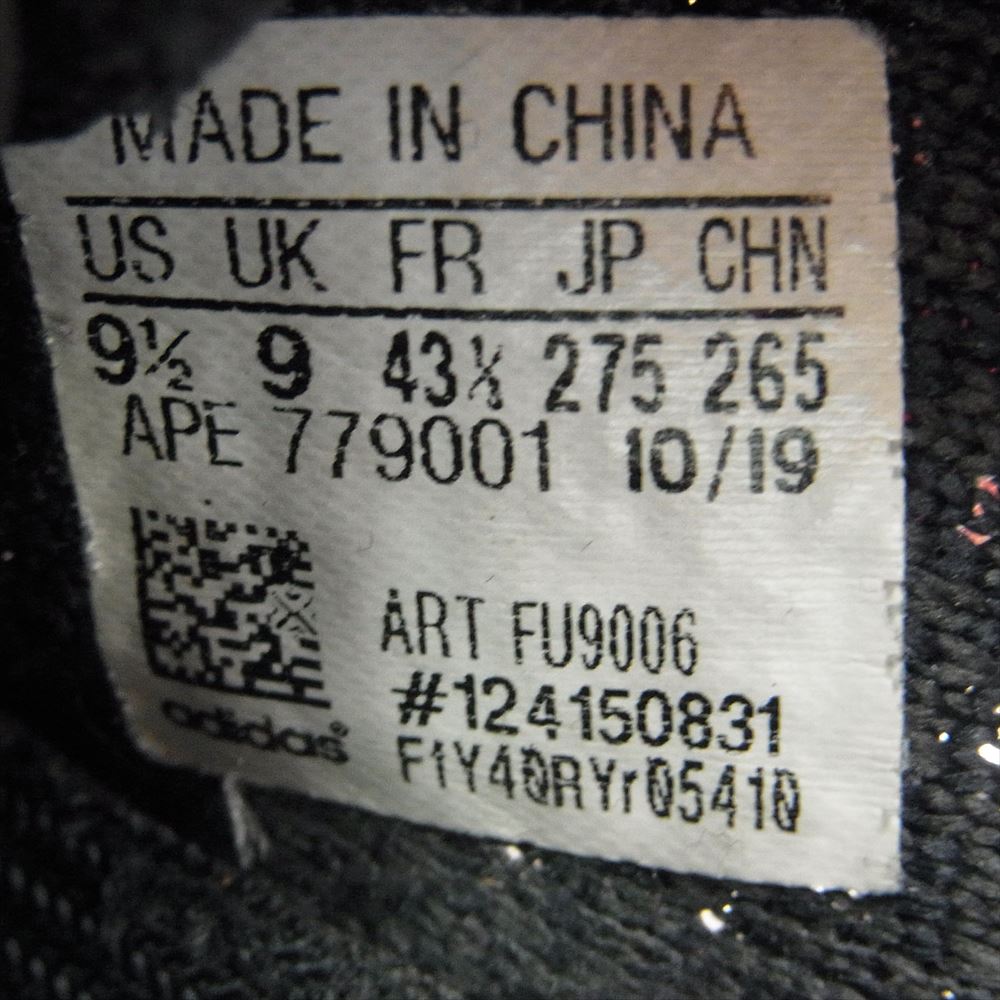 MADE IN CHINA
US UK FR JP CHN
9½ 9 43⅓ 275 265
APE 779001 10/19
ART FU9006
#124150831
adidas®
F1Y40RYr05410